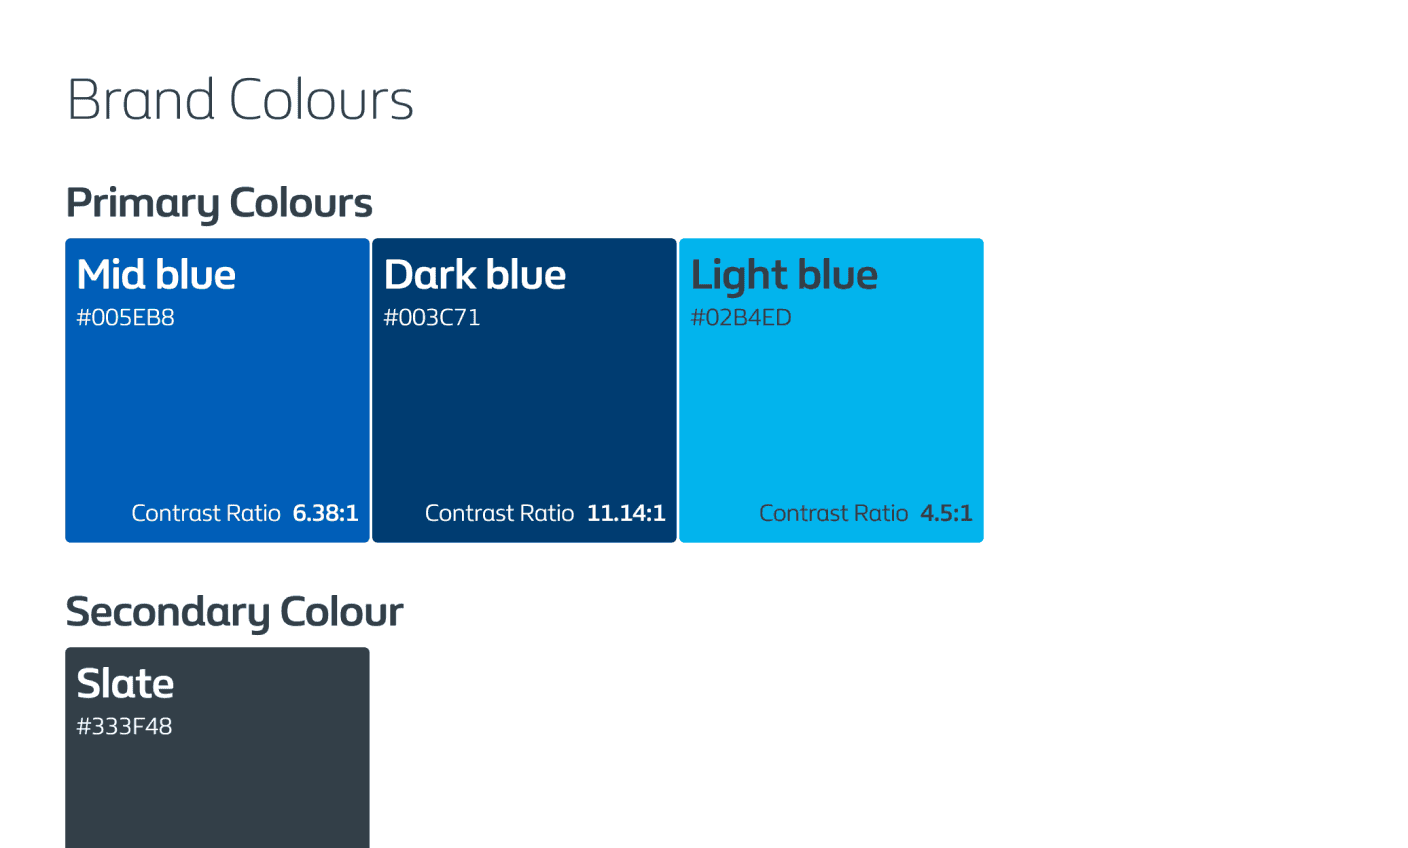 Brand Colours
Primary Colours
Mid blue
#005EB8
Contrast Ratio 6.38:1
Dark blue
#003C71
Contrast Ratio 11.14:1
Light blue
#02B4ED
Contrast Ratio 4.5:1
Secondary Colour
Slate
#333F48